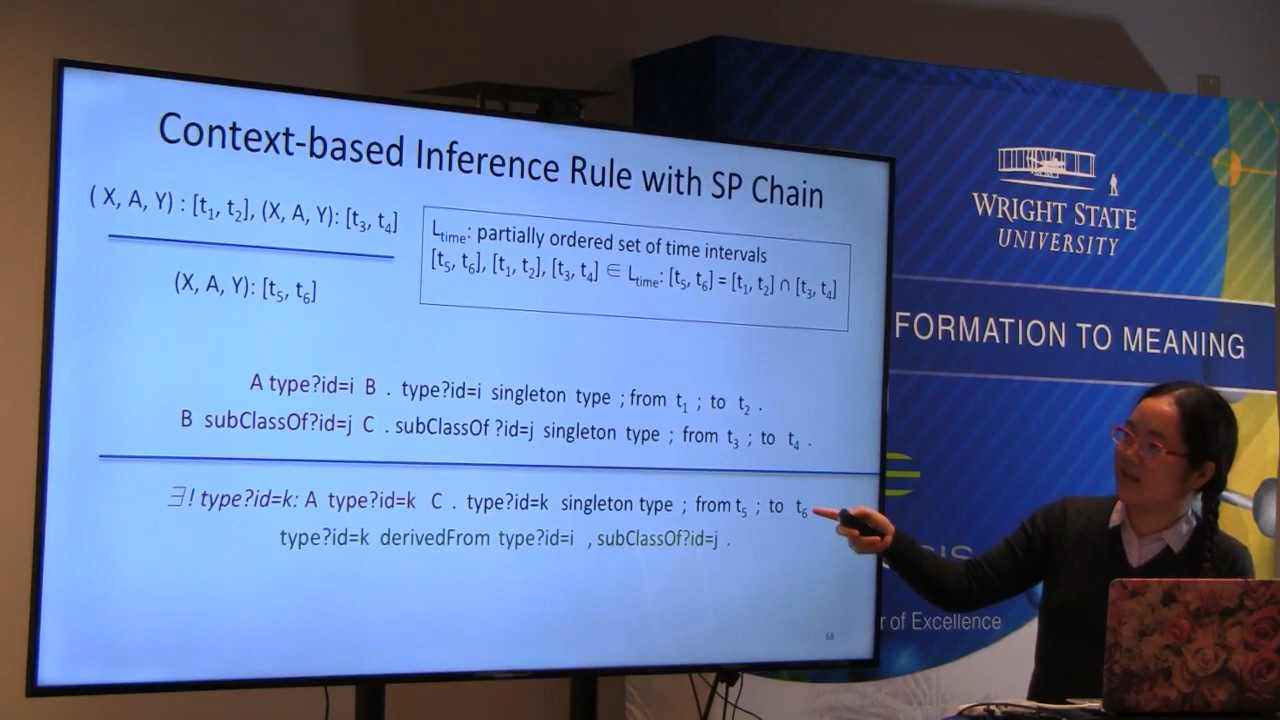 Context-based Inference Rule with SP Chain
( X, A, Y) : [t₁, t₂], (X, A, Y): [t₃, t₄]
(X, A, Y): [t₅, t₆]
Lₜᵢₘₑ: partially ordered set of time intervals
[t₅, t₆], [t₁, t₂], [t₃, t₄] ∈ Lₜᵢₘₑ: [t₅, t₆] = [t₁, t₂] ∩ [t₃, t₄]
A type?id=i B . type?id=i singleton type ; from t₁ ; to t₂ .
B subClassOf?id=j C . subClassOf ?id=j singleton type ; from t₃ ; to t₄ .
∃! type?id=k: A type?id=k C . type?id=k singleton type ; from t₅ ; to t₆
type?id=k derivedFrom type?id=i , subClassOf?id=j .
68
WRIGHT STATE
UNIVERSITY
FORMATION TO MEANING
of Excellence